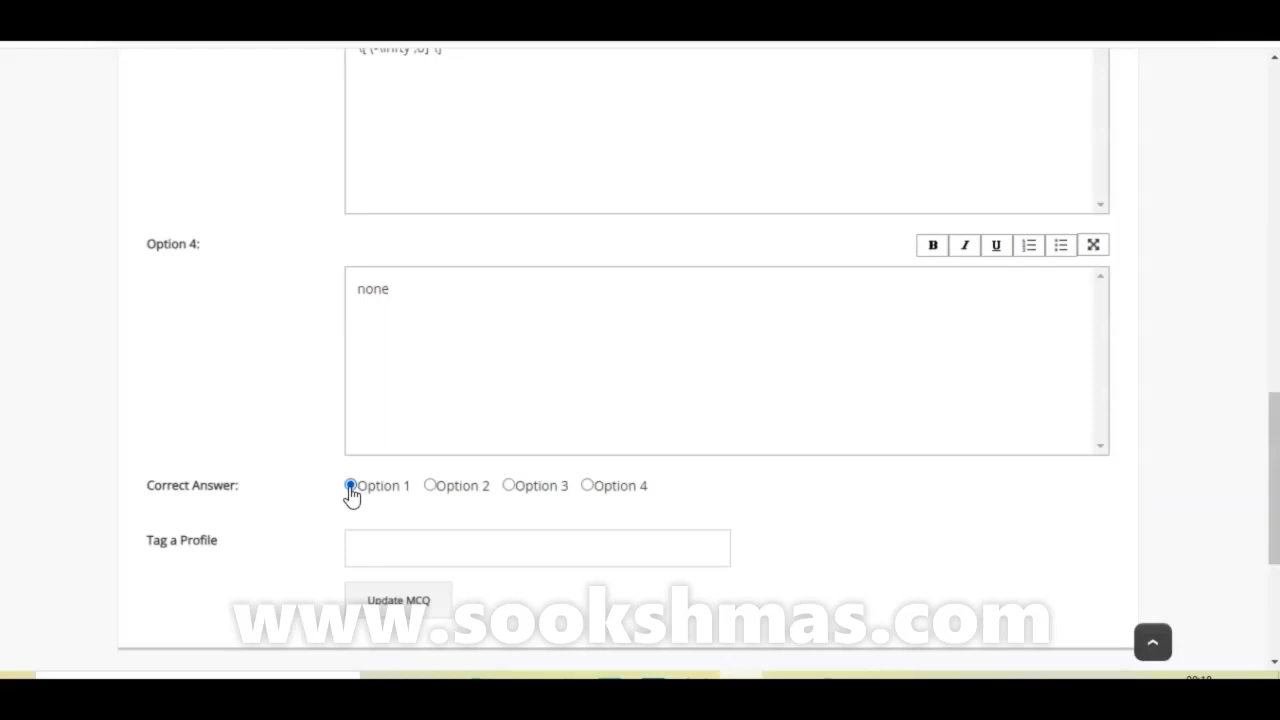 Option 4:
B I U
none
Correct Answer:
Option 1 Option 2 Option 3 Option 4
Tag a Profile
Update MCQ
www.sookshmas.com